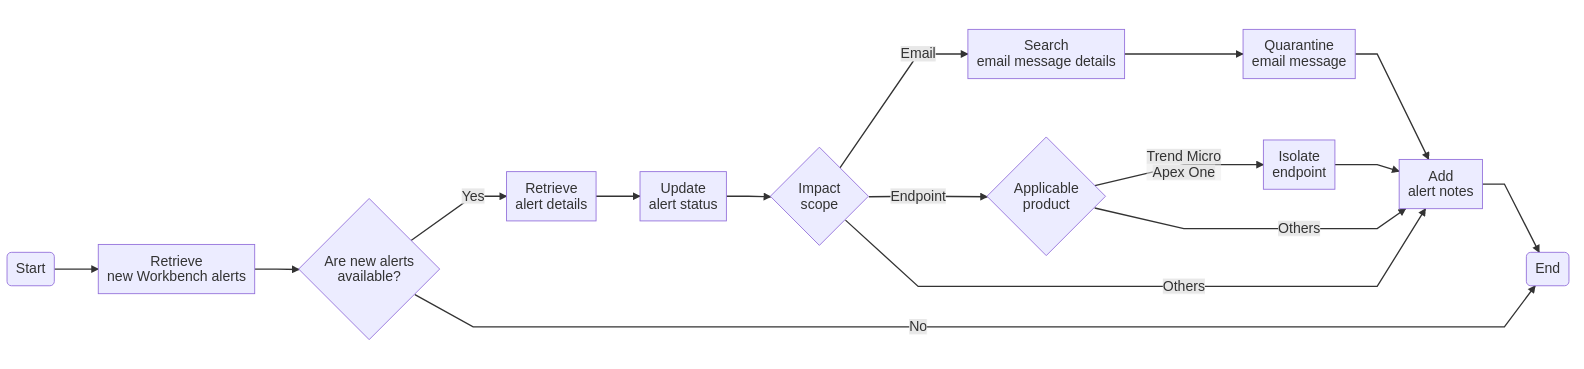 Start
Retrieve
new Workbench alerts
Are new alerts
available?
Yes
Retrieve
alert details
Update
alert status
Impact
scope
Email
Search
email message details
Quarantine
email message
Endpoint
Applicable
product
Trend Micro
Apex One
Isolate
endpoint
Others
Others
Add
alert notes
No
End